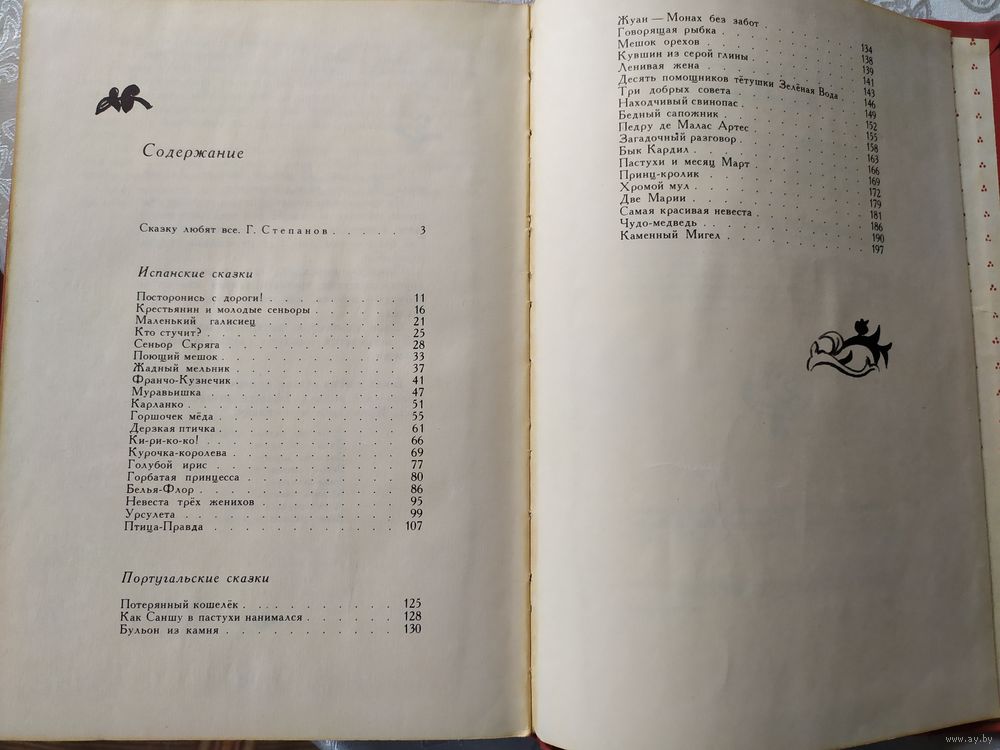 Содержание
Сказку любят все. Г. Степанов . . . . . 3
Испанские сказки
Посторонись с дороги! . . . . . . . . . 11
Крестьянин и молодые сеньоры . . . . . . 16
Маленький галисиец . . . . . . . . . 21
Кто стучит? . . . . . . . . . . . 25
Сеньор Скряга . . . . . . . . . . 28
Поющий мешок . . . . . . . . . . 33
Жадный мельник . . . . . . . . . . 37
Франчо-Кузнечик . . . . . . . . . . 41
Муравьишка . . . . . . . . . . . 47
Карланко . . . . . . . . . . . . 51
Горшочек мёда . . . . . . . . . . 55
Дерзкая птичка . . . . . . . . . . 61
Ки-ри-ко-ко! . . . . . . . . . . . 66
Курочка-королева . . . . . . . . . . 69
Голубой ирис . . . . . . . . . . . 77
Горбатая принцесса . . . . . . . . . 80
Белья-Флор . . . . . . . . . . . 86
Невеста трёх женихов . . . . . . . . 95
Урсулета . . . . . . . . . . . . 99
Птица-Правда . . . . . . . . . . . 107
Португальские сказки
Потерянный кошелёк . . . . . . . . . 125
Как Саншу в пастухи нанимался . . . . . . 128
Бульон из камня . . . . . . . . . . 130
Жуан — Монах без забот . . . . . . 134
Говорящая рыбка . . . . . . . . . 138
Мешок орехов . . . . . . . . . . 139
Кувшин из серой глины . . . . . . . 141
Ленивая жена . . . . . . . . . . 143
Десять помощников тётушки Зелёная Вода . . 146
Три добрых совета . . . . . . . . 149
Находчивый свинопас . . . . . . . . 152
Бедный сапожник . . . . . . . . . 155
Педру де Малас Артес . . . . . . . 158
Загадочный разговор . . . . . . . . 163
Бык Кардил . . . . . . . . . . . 166
Пастухи и месяц Март . . . . . . . 169
Принц-кролик . . . . . . . . . . 172
Хромой мул . . . . . . . . . . . 179
Две Марии . . . . . . . . . . . 181
Самая красивая невеста . . . . . . . 186
Чудо-медведь . . . . . . . . . . 190
Каменный Мигел . . . . . . . . . 197
www.ay.by